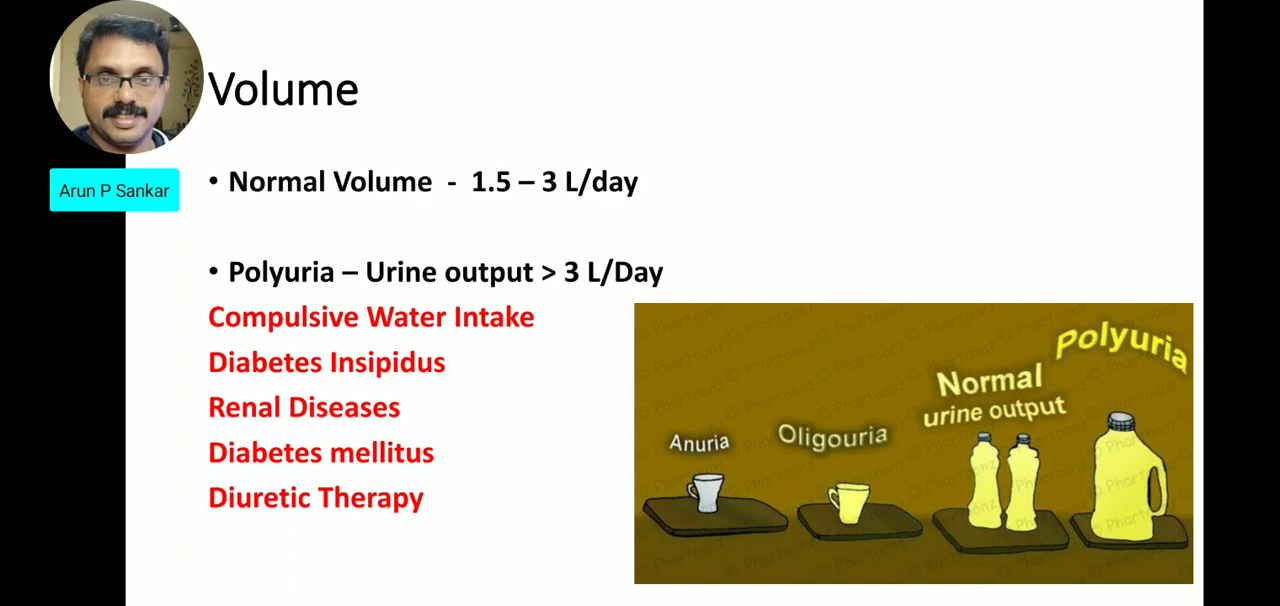 Volume
Arun P Sankar
• Normal Volume - 1.5 – 3 L/day
• Polyuria – Urine output > 3 L/Day
Compulsive Water Intake
Diabetes Insipidus
Renal Diseases
Diabetes mellitus
Diuretic Therapy
Anuria
Oligouria
Normal
urine output
Polyuria
© Phartoonz